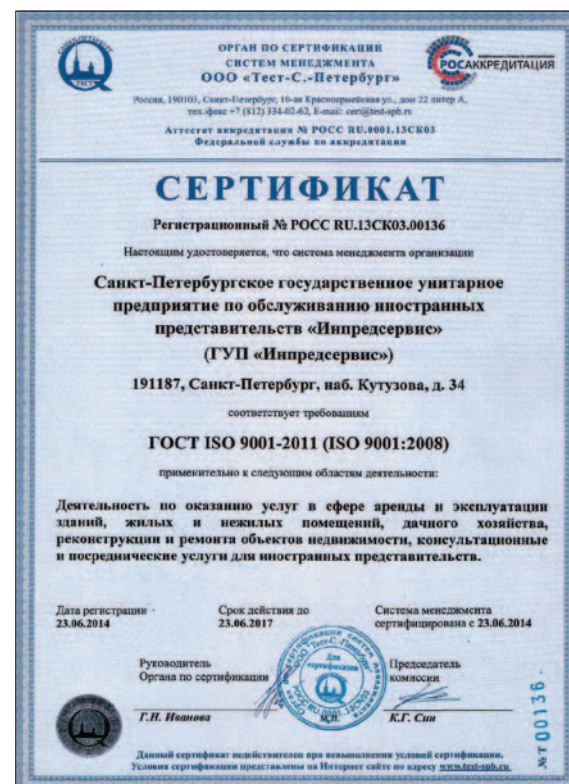 САНКТ-ПЕТЕРБУРГ
ТЕСТ
ОРГАН ПО СЕРТИФИКАЦИИ
СИСТЕМ МЕНЕДЖМЕНТА
ООО «Тест-С.-Петербург»
РОСАККРЕДИТАЦИЯ
Россия, 190103, Санкт-Петербург, 10-ая Красноармейская ул., дом 22 литер А,
тел./факс +7 (812) 334-02-62, E-mail: cert@test-spb.ru
Аттестат аккредитации № РОСС RU.0001.13СК03
Федеральной службы по аккредитации
СЕРТИФИКАТ
Регистрационный № РОСС RU.13СК03.00136
Настоящим удостоверяется, что система менеджмента организации
Санкт-Петербургское государственное унитарное
предприятие по обслуживанию иностранных
представительств «Инпредсервис»
(ГУП «Инпредсервис»)
191187, Санкт-Петербург, наб. Кутузова, д. 34
соответствует требованиям
ГОСТ ISO 9001-2011 (ISO 9001:2008)
применительно к следующим областям деятельности:
Деятельность по оказанию услуг в сфере аренды и эксплуатации
зданий, жилых и нежилых помещений, дачного хозяйства,
реконструкции и ремонта объектов недвижимости, консультационные
и посреднические услуги для иностранных представительств.
Дата регистрации
23.06.2014
Срок действия до
23.06.2017
Система менеджмента
сертифицирована с 23.06.2014
Руководитель
Органа по сертификации
Председатель
комиссии
Для
сертификатов
Г.Н. Иванова
М.П.
К.Г. Син
№Т00136
Данный сертификат недействителен при невыполнении условий сертификации.
Условия сертификации представлены на Интернет сайте по адресу www.test-spb.ru